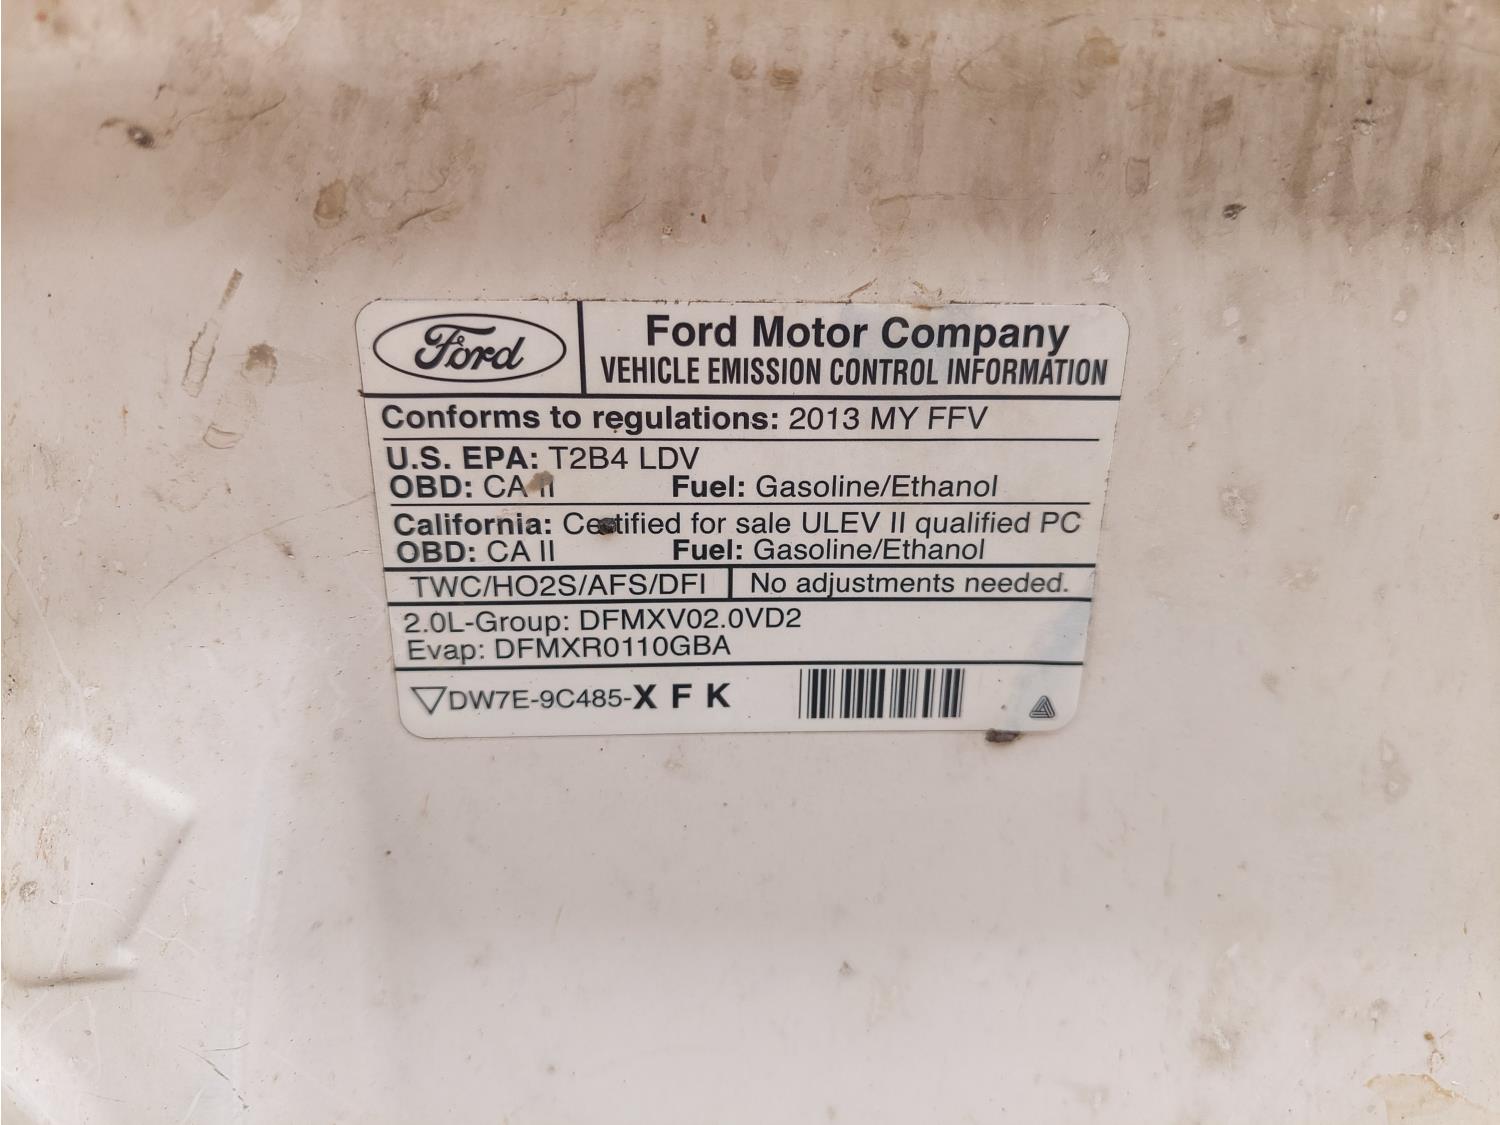 Ford
Ford Motor Company
VEHICLE EMISSION CONTROL INFORMATION
Conforms to regulations: 2013 MY FFV
U.S. EPA: T2B4 LDV
OBD: CA II Fuel: Gasoline/Ethanol
California: Certified for sale ULEV II qualified PC
OBD: CA II Fuel: Gasoline/Ethanol
TWC/HO2S/AFS/DFI No adjustments needed.
2.0L-Group: DFMXV02.0VD2
Evap: DFMXR0110GBA
DW7E-9C485-X F K